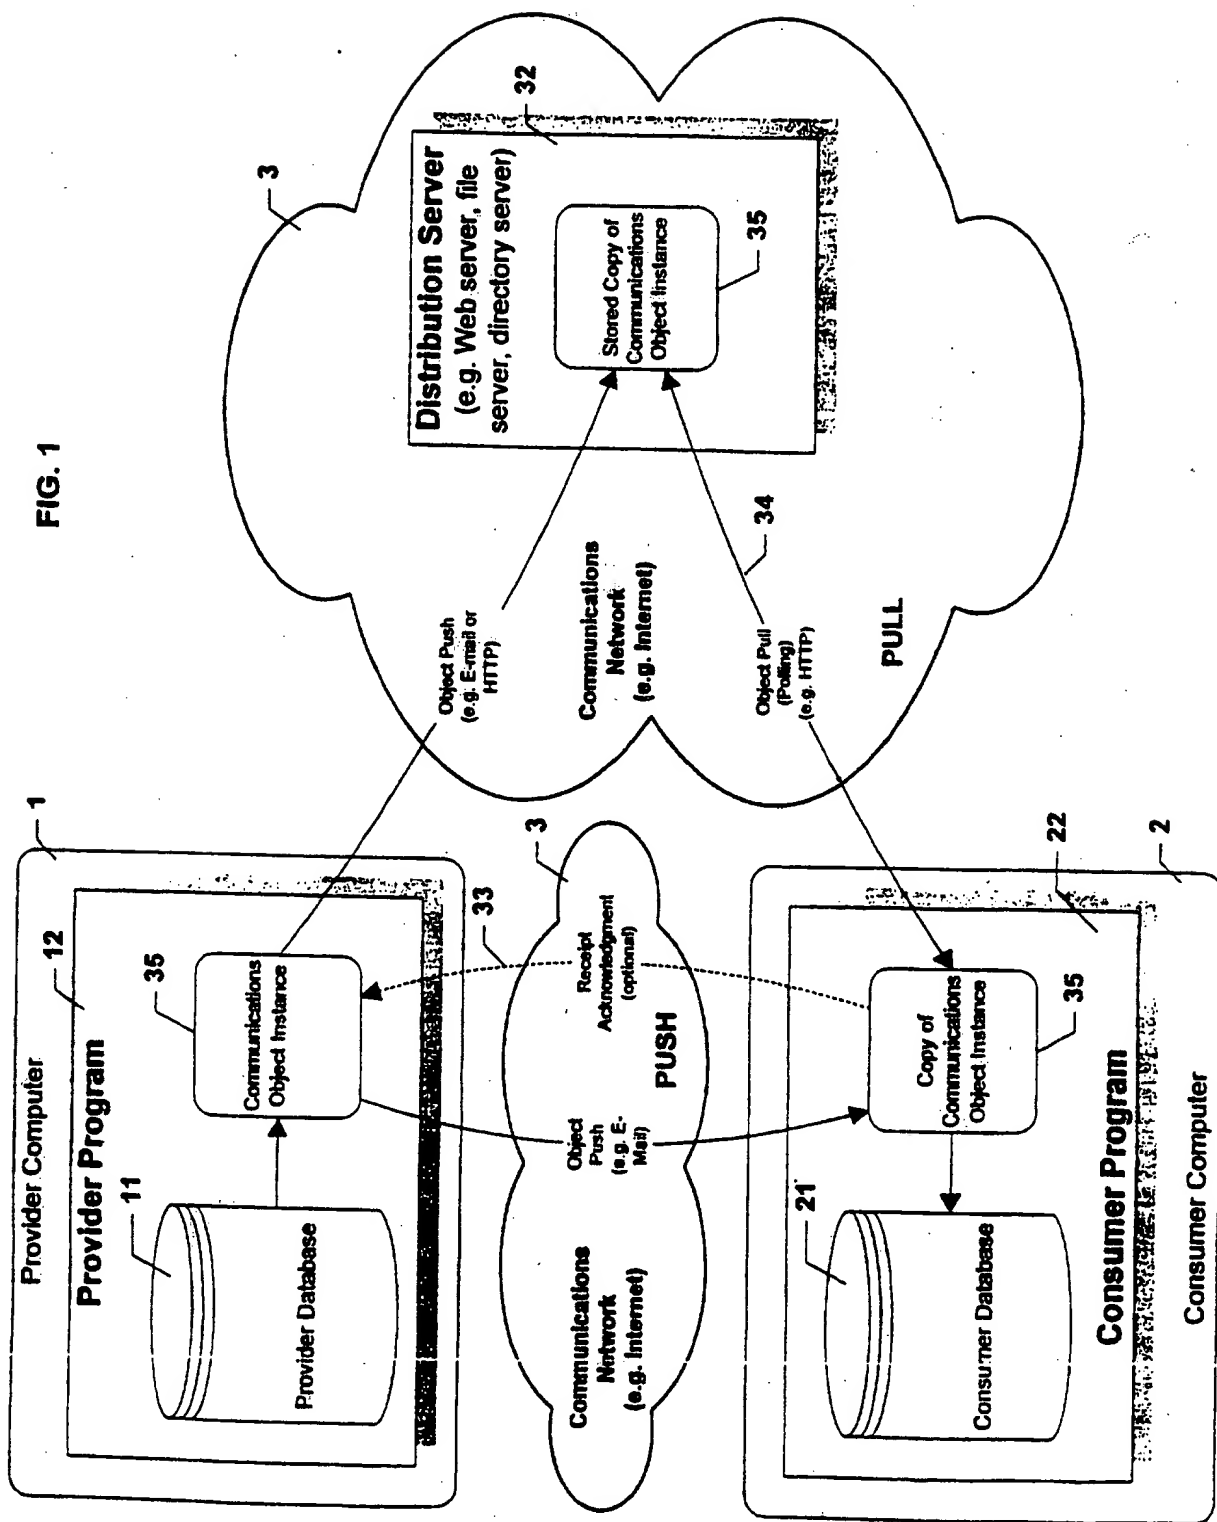 FIG. 1
Provider Computer
1
Provider Program
12
11
Provider Database
35
Communications
Object Instance
Object Push
(e.g. E-mail or
HTTP)
3
Distribution Server
(e.g. Web server, file
server, directory server)
32
Stored Copy of
Communications
Object Instance
35
Communications
Network
(e.g. Internet)
Object Pull
(Polling)
(e.g. HTTP)
34
PULL
3
Communications
Network
(e.g. Internet)
Object
Push
(e.g. E-
Mail)
PUSH
Receipt
Acknowledgment
(optional)
33
21
Consumer Database
Copy of
Communications
Object Instance
35
Consumer Program
22
Consumer Computer
2